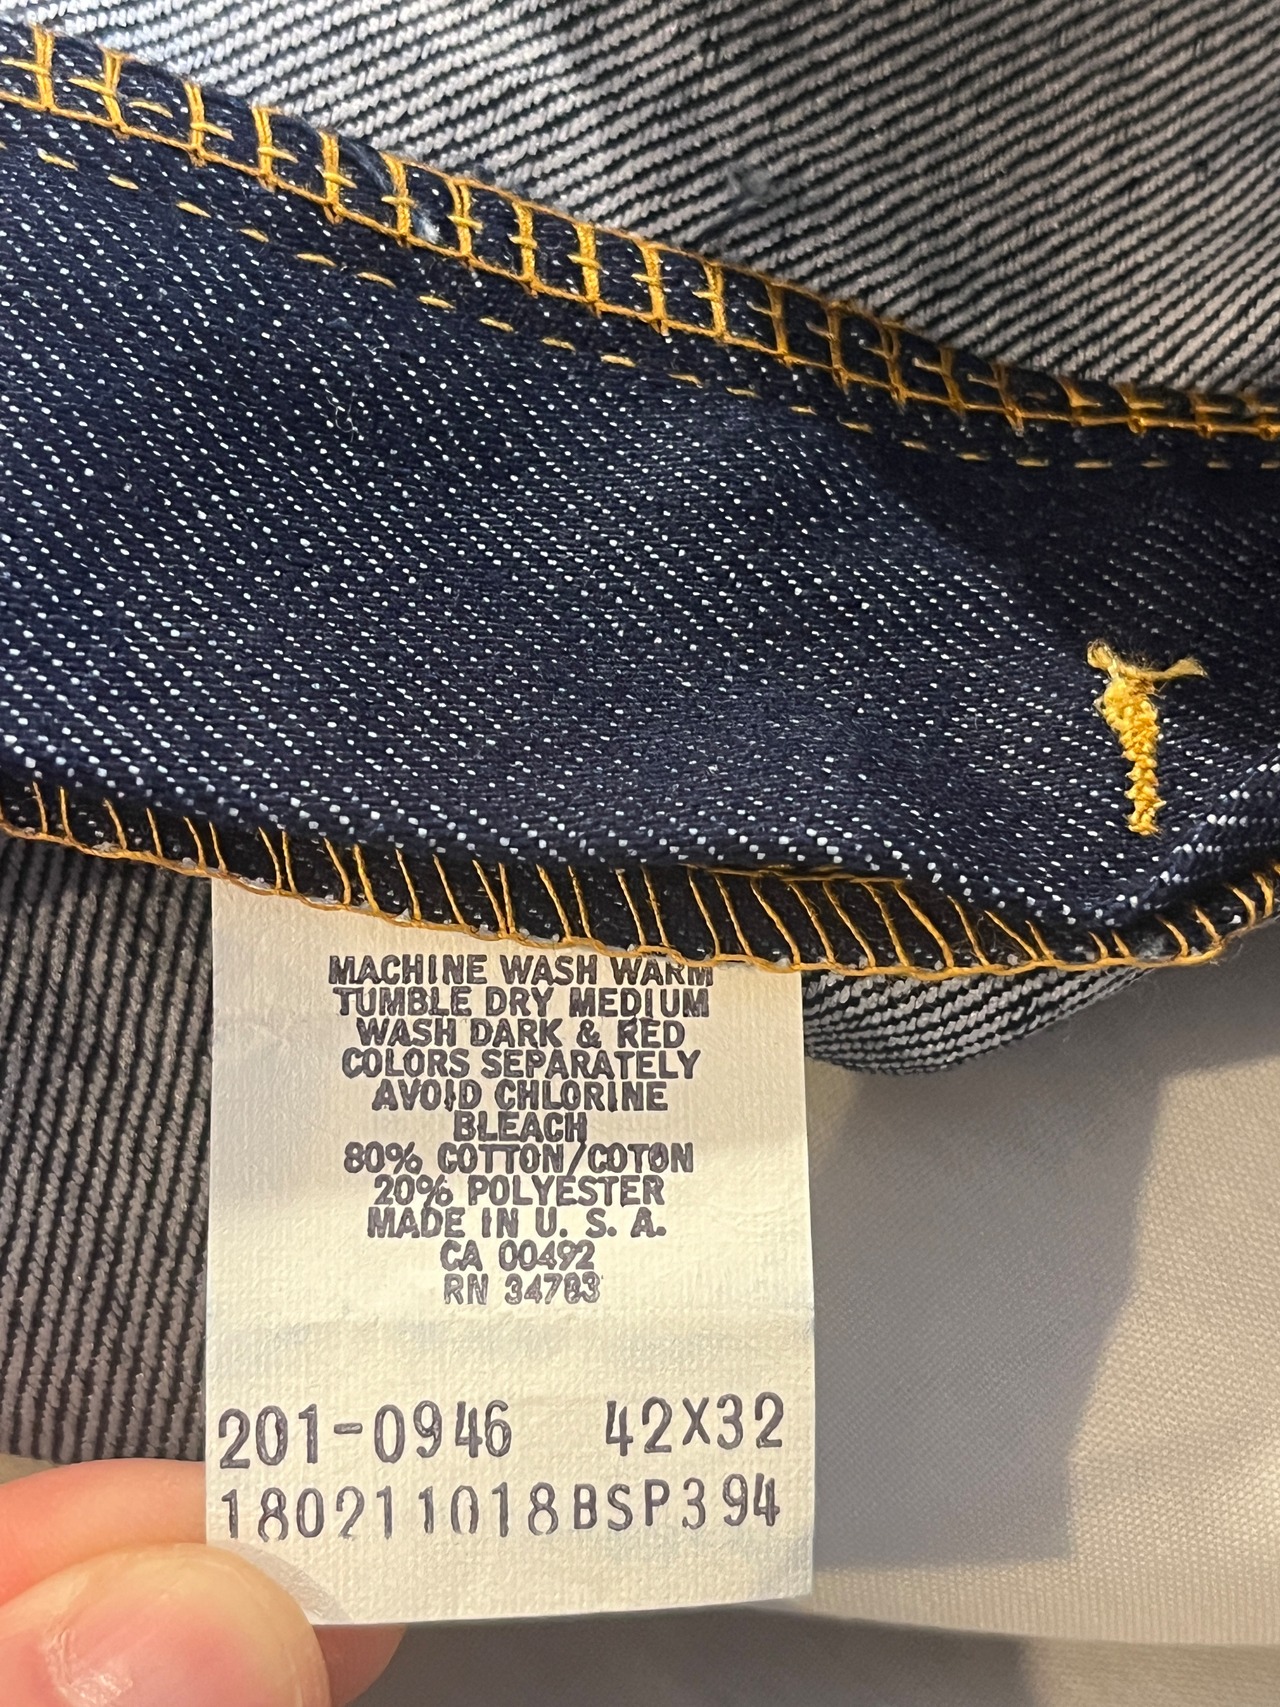 MACHINE WASH WARM
TUMBLE DRY MEDIUM
WASH DARK & RED
COLORS SEPARATELY
AVOID CHLORINE
BLEACH
80% COTTON/COTON
20% POLYESTER
MADE IN U. S. A.
CA 00492
RN 34783
201-0946 42X32
180211018BSP394